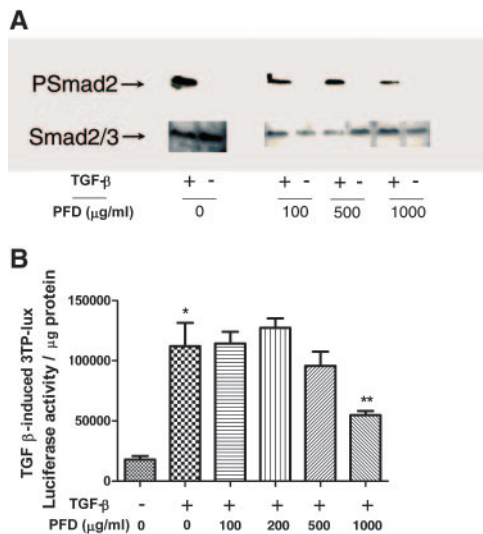 A
PSmad2→
Smad2/3→
TGF-β + - + - + - + -
PFD (μg/ml) 0 100 500 1000
B
TGF β-induced 3TP-lux
Luciferase activity / μg protein
150000
100000
50000
0
*
**
TGF-β - + + + + +
PFD (μg/ml) 0 0 100 200 500 1000